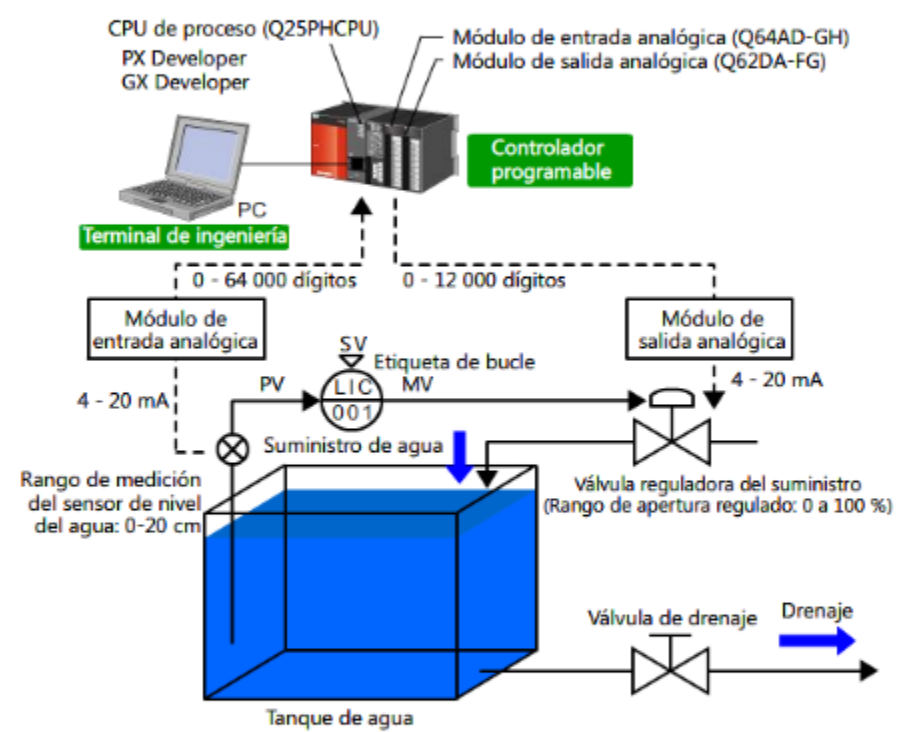 CPU de proceso (Q25PHCPU)
PX Developer
GX Developer
Módulo de entrada analógica (Q64AD-GH)
Módulo de salida analógica (Q62DA-FG)
Controlador
programable
PC
Terminal de ingeniería
0 - 64 000 dígitos
0 - 12 000 dígitos
Módulo de
entrada analógica
Módulo de
salida analógica
SV
Etiqueta de bucle
PV
LIC
001
MV
4 - 20 mA
4 - 20 mA
Suministro de agua
Rango de medición
del sensor de nivel
del agua: 0-20 cm
Válvula reguladora del suministro
(Rango de apertura regulado: 0 a 100 %)
Válvula de drenaje
Drenaje
Tanque de agua